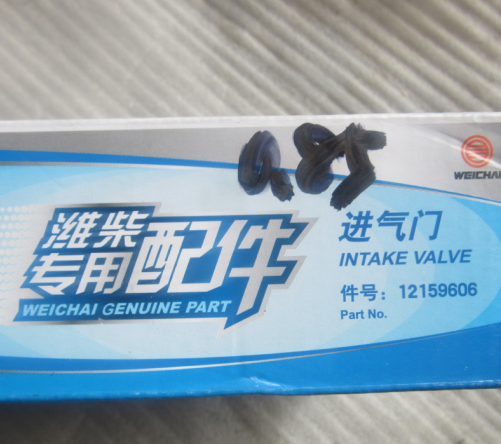 WEICHAI
潍柴
专用配件
WEICHAI GENUINE PART
进气门
INTAKE VALVE
件号：12159606
Part No.